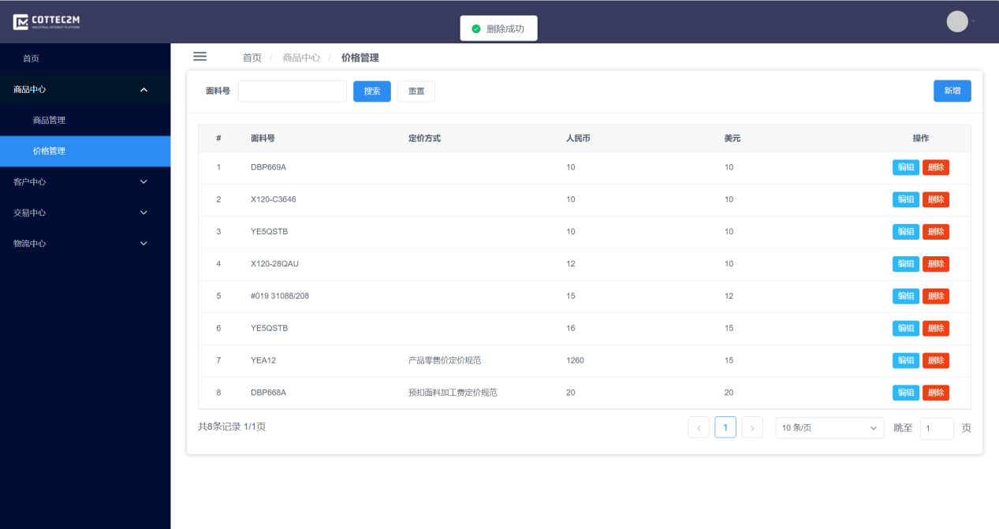 COTTEC2M
INDUSTRIAL INTERNET PLATFORM
删除成功
首页
商品中心
商品管理
价格管理
客户中心
交易中心
物流中心
首页 / 商品中心 / 价格管理
面料号 搜索 重置 新增
# 面料号 定价方式 人民币 美元 操作
1 DBP669A 10 10 编辑 删除
2 X120-C3646 10 10 编辑 删除
3 YE5QSTB 10 10 编辑 删除
4 X120-28QAU 12 10 编辑 删除
5 #019 31088/208 15 12 编辑 删除
6 YE5QSTB 16 15 编辑 删除
7 YEA12 产品零售价定价规范 1260 15 编辑 删除
8 DBP668A 预扣面料加工费定价规范 20 20 编辑 删除
共8条记录 1/1页 1 10 条/页 跳至 1 页